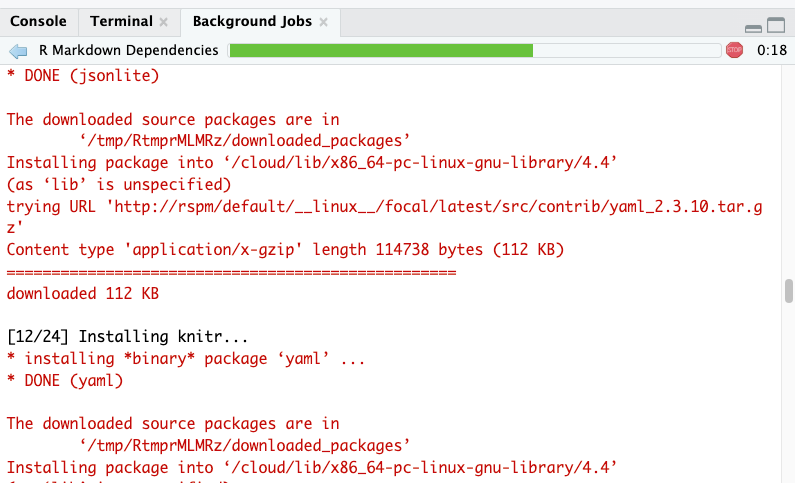 Console Terminal Background Jobs
R Markdown Dependencies STOP 0:18
* DONE (jsonlite)
The downloaded source packages are in
‘/tmp/RtmprMLMRz/downloaded_packages’
Installing package into ‘/cloud/lib/x86_64-pc-linux-gnu-library/4.4’
(as ‘lib’ is unspecified)
trying URL 'http://rspm/default/__linux__/focal/latest/src/contrib/yaml_2.3.10.tar.g
z'
Content type 'application/x-gzip' length 114738 bytes (112 KB)
==================================================
downloaded 112 KB
[12/24] Installing knitr...
* installing *binary* package ‘yaml’ ...
* DONE (yaml)
The downloaded source packages are in
‘/tmp/RtmprMLMRz/downloaded_packages’
Installing package into ‘/cloud/lib/x86_64-pc-linux-gnu-library/4.4’